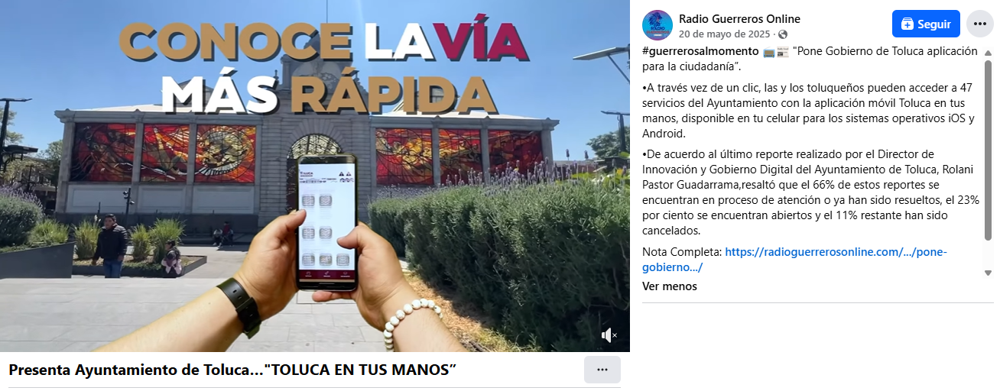 CONOCE LA VÍA
MÁS RÁPIDA
Toluca
Presenta Ayuntamiento de Toluca..."TOLUCA EN TUS MANOS”
Radio Guerreros Online
Seguir
20 de mayo de 2025 ·
#guerrerosalmomento "Pone Gobierno de Toluca aplicación
para la ciudadanía”.
•A través vez de un clic, las y los toluqueños pueden acceder a 47
servicios del Ayuntamiento con la aplicación móvil Toluca en tus
manos, disponible en tu celular para los sistemas operativos iOS y
Android.
•De acuerdo al último reporte realizado por el Director de
Innovación y Gobierno Digital del Ayuntamiento de Toluca, Rolani
Pastor Guadarrama,resaltó que el 66% de estos reportes se
encuentran en proceso de atención o ya han sido resueltos, el 23%
por ciento se encuentran abiertos y el 11% restante han sido
cancelados.
Nota Completa: https://radioguerrerosonline.com/.../pone-
gobierno.../
Ver menos